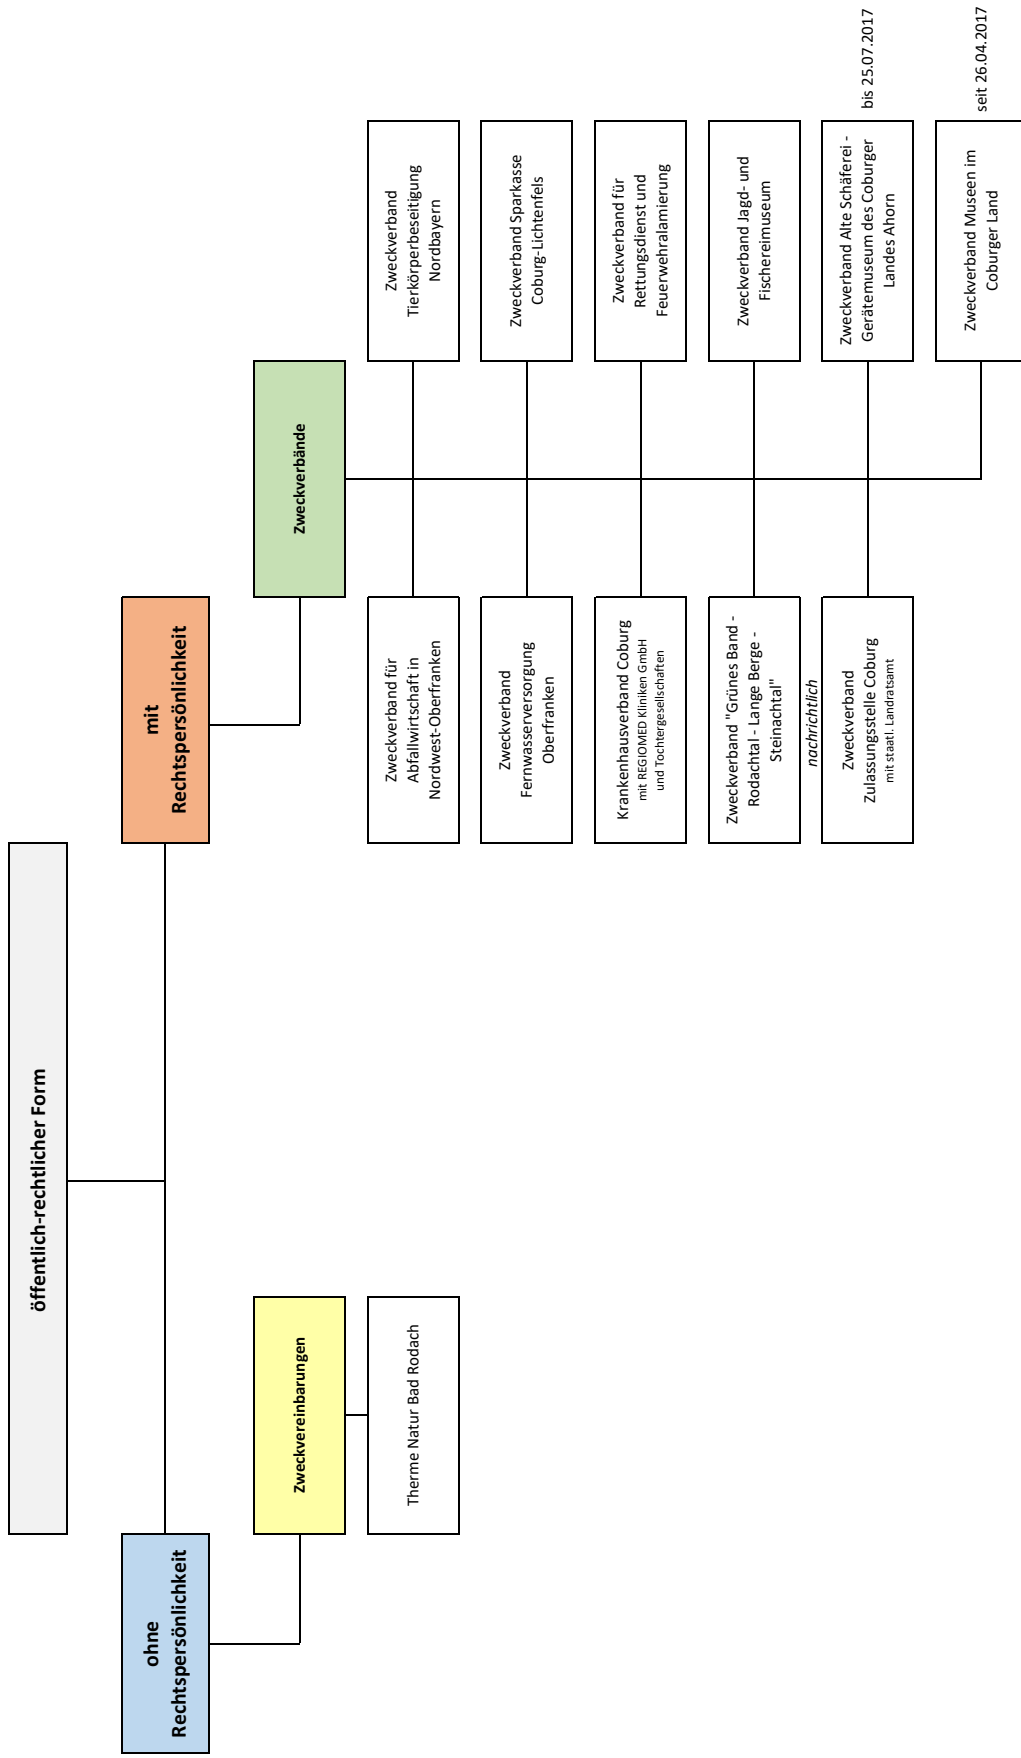 öffentlich-rechtlicher Form
ohne
Rechtspersönlichkeit
mit
Rechtspersönlichkeit
Zweckvereinbarungen
Zweckverbände
Therme Natur Bad Rodach
Zweckverband für
Abfallwirtschaft in
Nordwest-Oberfranken
Zweckverband
Tierkörperbeseitigung
Nordbayern
Zweckverband
Fernwasserversorgung
Oberfranken
Zweckverband Sparkasse
Coburg-Lichtenfels
Krankenhausverband Coburg
mit REGIOMED Kliniken GmbH
und Tochtergesellschaften
Zweckverband für
Rettungsdienst und
Feuerwehralamierung
Zweckverband "Grünes Band -
Rodachtal - Lange Berge -
Steinachtal"
Zweckverband Jagd- und
Fischereimuseum
nachrichtlich
Zweckverband
Zulassungsstelle Coburg
mit staatl. Landratsamt
Zweckverband Alte Schäferei -
Gerätemuseum des Coburger
Landes Ahorn
bis 25.07.2017
Zweckverband Museen im
Coburger Land
seit 26.04.2017